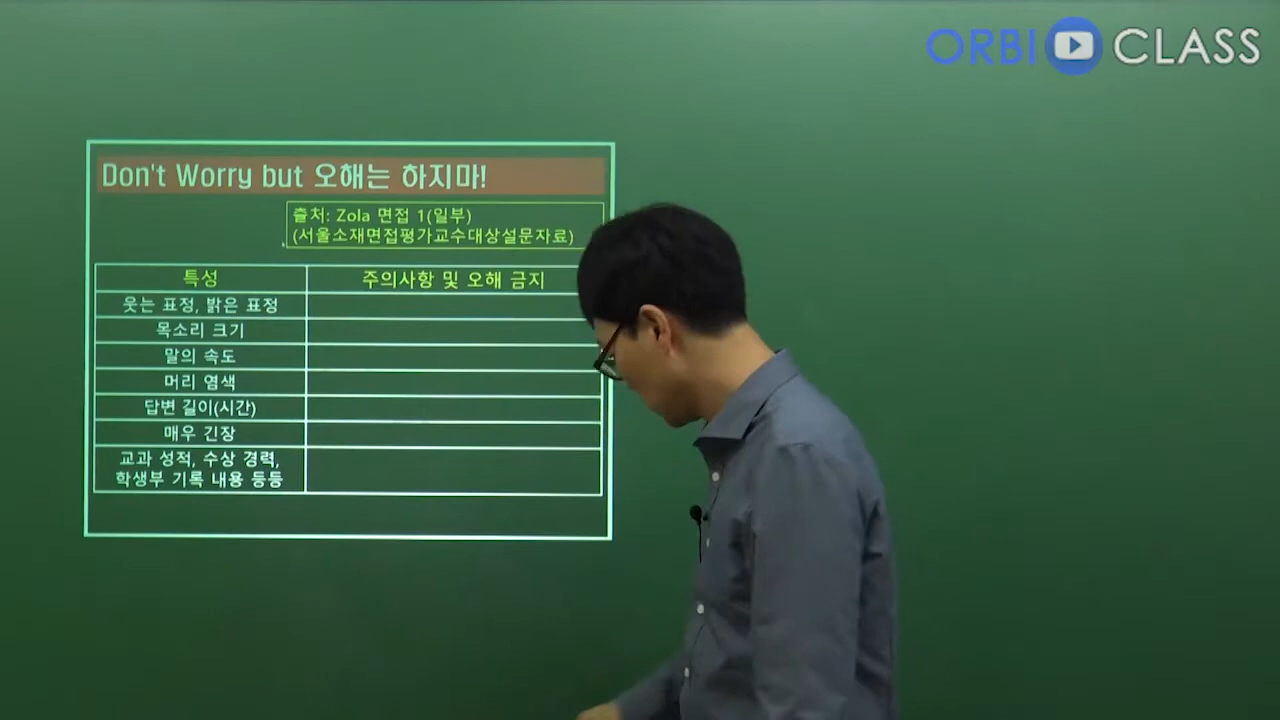 ORBI CLASS
Don't Worry but 오해는 하지마!
출처: Zola 면접 1(일부)
(서울소재면접평가교수대상설문자료)
특성
주의사항 및 오해 금지
웃는 표정, 밝은 표정
목소리 크기
말의 속도
머리 염색
답변 길이(시간)
매우 긴장
교과 성적, 수상 경력,
학생부 기록 내용 등등